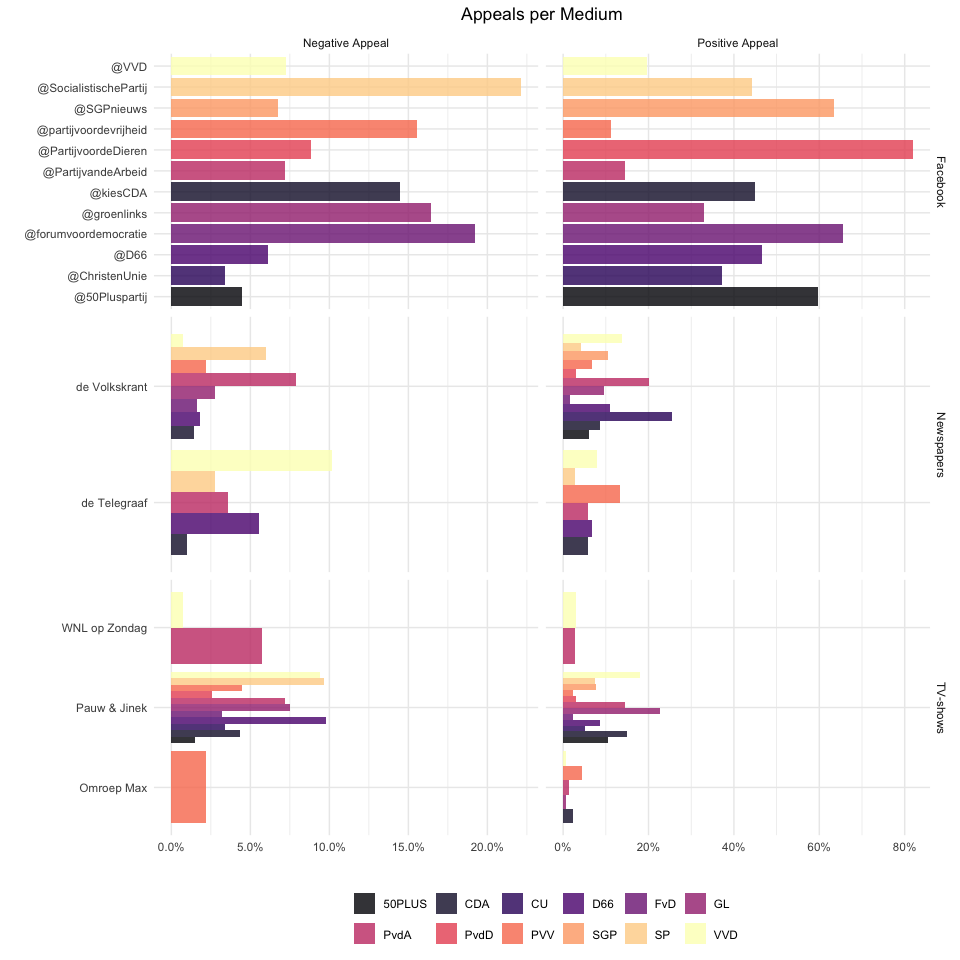 Appeals per Medium
Negative Appeal
Positive Appeal
@VVD
@SocialistischePartij
@SGPnieuws
@partijvoordevrijheid
@PartijvoordeDieren
@PartijvandeArbeid
@kiesCDA
@groenlinks
@forumvoordemocratie
@D66
@ChristenUnie
@50Pluspartij
Facebook
de Volkskrant
de Telegraaf
Newspapers
WNL op Zondag
Pauw & Jinek
Omroep Max
TV-shows
0.0% 5.0% 10.0% 15.0% 20.0%
0% 20% 40% 60% 80%
50PLUS CDA CU D66 FvD GL
PvdA PvdD PVV SGP SP VVD